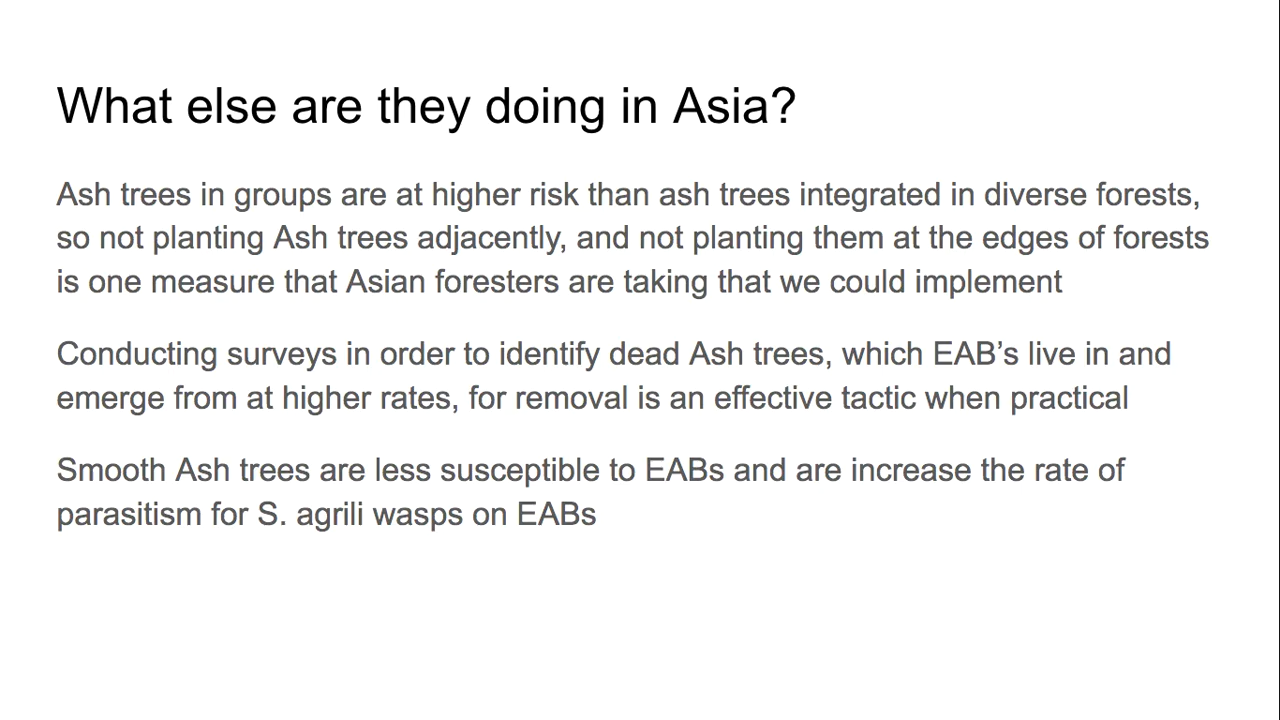 What else are they doing in Asia?
Ash trees in groups are at higher risk than ash trees integrated in diverse forests,
so not planting Ash trees adjacently, and not planting them at the edges of forests
is one measure that Asian foresters are taking that we could implement
Conducting surveys in order to identify dead Ash trees, which EAB’s live in and
emerge from at higher rates, for removal is an effective tactic when practical
Smooth Ash trees are less susceptible to EABs and are increase the rate of
parasitism for S. agrili wasps on EABs